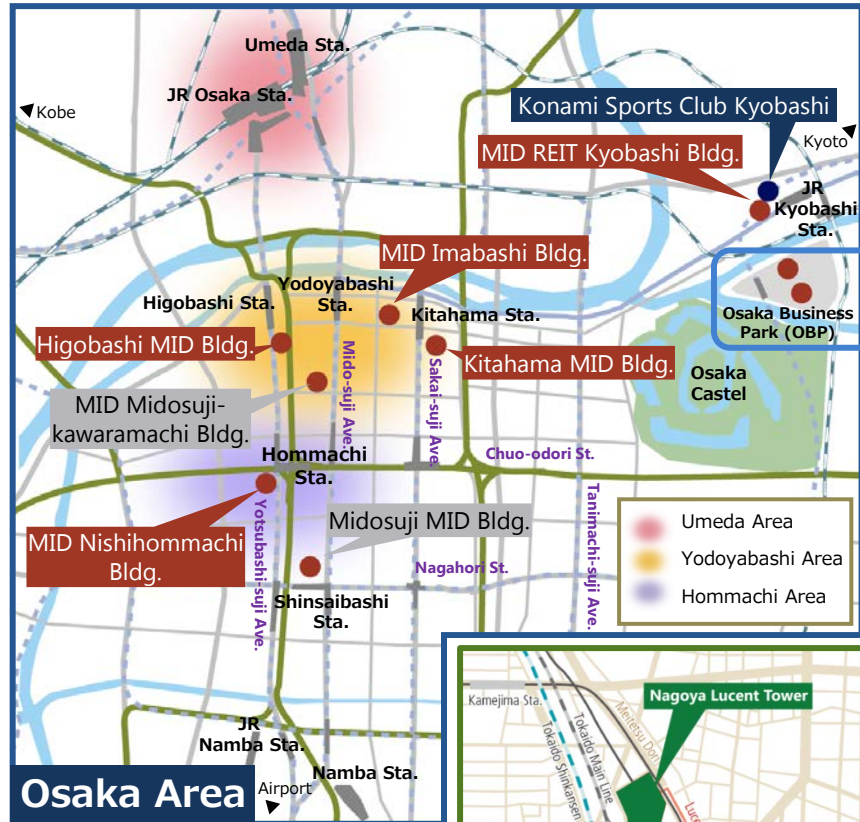 Umeda Sta.
JR Osaka Sta.
Kobe
Konami Sports Club Kyobashi
Kyoto
MID REIT Kyobashi Bldg.
JR
Kyobashi
Sta.
MID Imabashi Bldg.
Yodoyabashi
Sta.
Higobashi Sta.
Kitahama Sta.
Osaka Business
Park (OBP)
Higobashi MID Bldg.
Mido-suji Ave.
Sakai-suji Ave.
Kitahama MID Bldg.
Osaka
Castel
MID Midosuji-
kawaramachi Bldg.
Hommachi
Sta.
Chuo-odori St.
Tanimachi-suji Ave.
MID Nishihommachi
Bldg.
Yotsubashi-suji Ave.
Midosuji MID Bldg.
Nagahori St.
Umeda Area
Yodoyabashi Area
Hommachi Area
Shinsaibashi
Sta.
JR
Namba Sta.
Namba Sta.
Airport
Osaka Area
Kamejima Sta.
Nagoya Lucent Tower
Tokaido Shinkansen
Tokaido Main Line
Meitetsu Dori